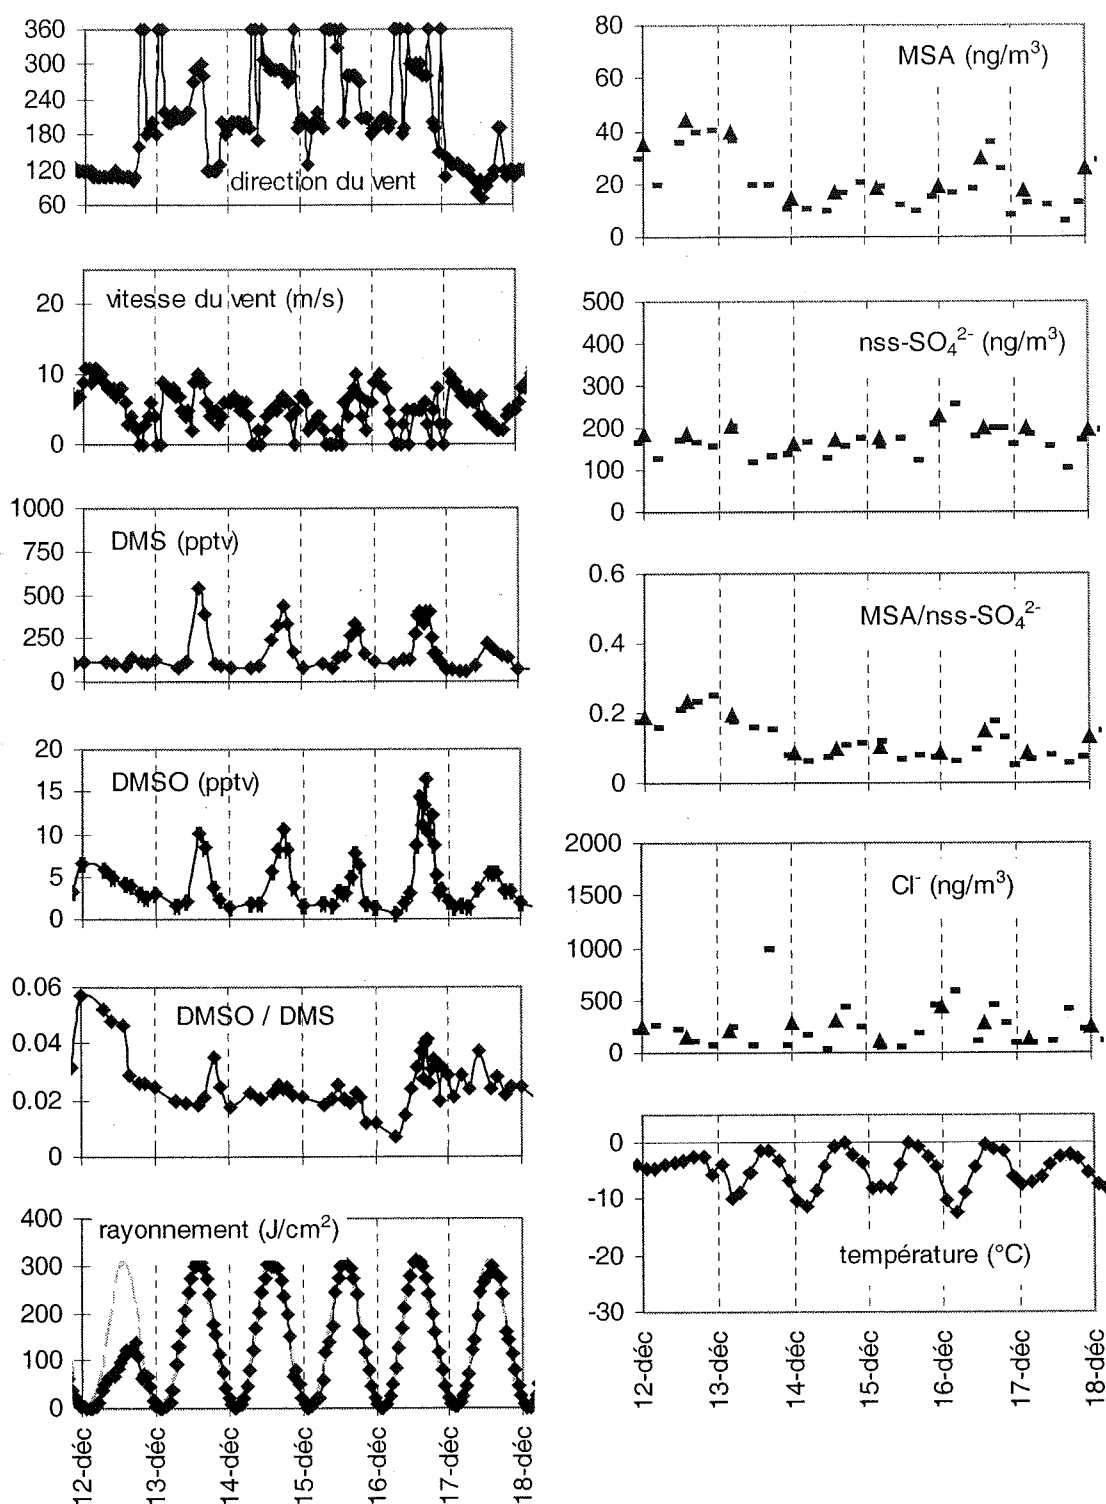 360
300
240
180
120
60
direction du vent
20
10
0
vitesse du vent (m/s)
1000
750
500
250
0
DMS (pptv)
20
15
10
5
0
DMSO (pptv)
0.06
0.04
0.02
0
DMSO / DMS
400
300
200
100
0
rayonnement (J/cm²)
12-déc
13-déc
14-déc
15-déc
16-déc
17-déc
18-déc
80
60
40
20
0
MSA (ng/m³)
500
400
300
200
100
0
nss-SO₄²⁻ (ng/m³)
0.6
0.4
0.2
0
MSA/nss-SO₄²⁻
2000
1500
1000
500
0
Cl⁻ (ng/m³)
0
-10
-20
-30
température (°C)
12-déc
13-déc
14-déc
15-déc
16-déc
17-déc
18-déc